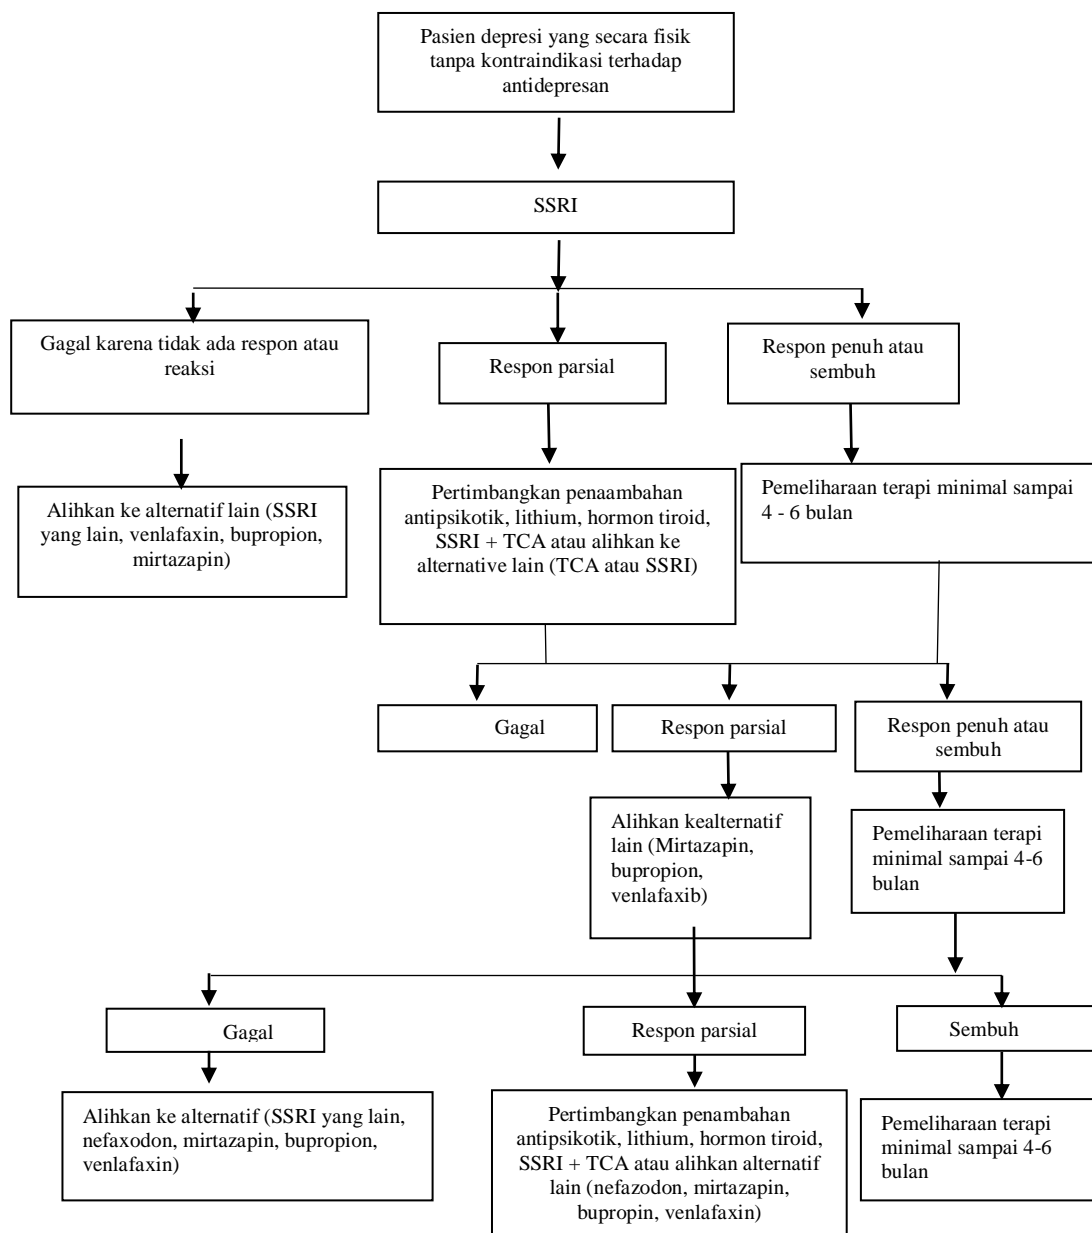 Pasien depresi yang secara fisik
tanpa kontraindikasi terhadap
antidepresan
SSRI
Gagal karena tidak ada respon atau
reaksi
Respon parsial
Respon penuh atau
sembuh
Alihkan ke alternatif lain (SSRI
yang lain, venlafaxin, bupropion,
mirtazapin)
Pertimbangkan penaambahan
antipsikotik, lithium, hormon tiroid,
SSRI + TCA atau alihkan ke
alternative lain (TCA atau SSRI)
Pemeliharaan terapi minimal sampai
4 - 6 bulan
Gagal
Respon parsial
Respon penuh atau
sembuh
Alihkan kealternatif
lain (Mirtazapin,
bupropion,
venlafaxib)
Pemeliharaan terapi
minimal sampai 4-6
bulan
Gagal
Respon parsial
Sembuh
Alihkan ke alternatif (SSRI yang lain,
nefaxodon, mirtazapin, bupropion,
venlafaxin)
Pertimbangkan penambahan
antipsikotik, lithium, hormon tiroid,
SSRI + TCA atau alihkan alternatif
lain (nefazodon, mirtazapin,
bupropin, venlafaxin)
Pemeliharaan terapi
minimal sampai 4-6
bulan